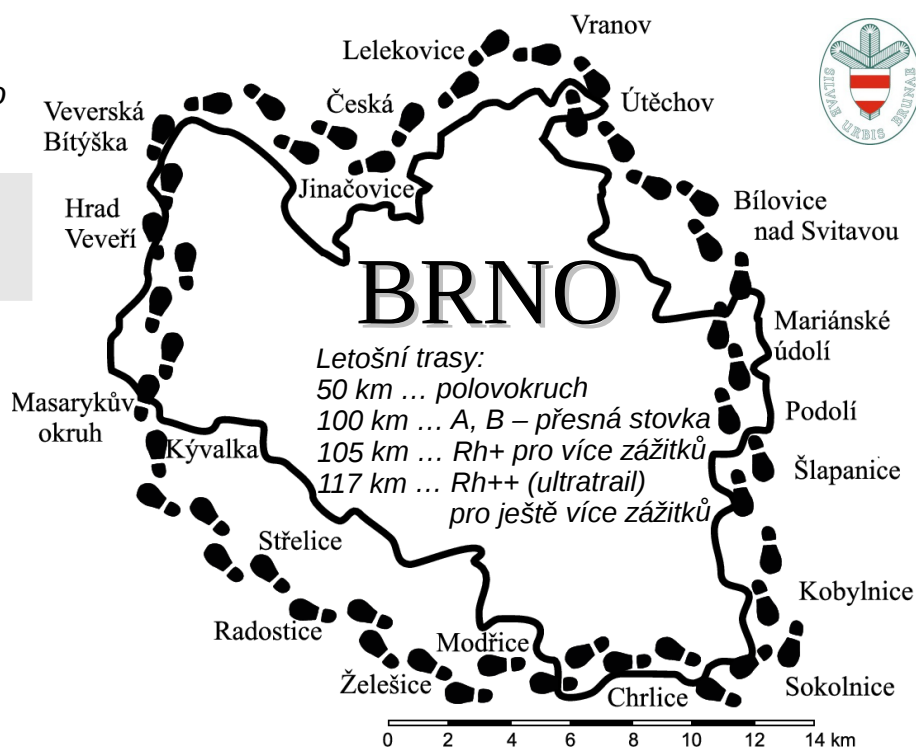 Vranov
Lelekovice
Útěchov
Česká
Veverská
Bítýška
Jinačovice
Hrad
Veveří
Bílovice
nad Svitavou
SILVAE URBIS BRUNAE
BRNO
Mariánské
údolí
Letošní trasy:
50 km … polovokruch
100 km … A, B – přesná stovka
105 km … Rh+ pro více zážitků
117 km … Rh++ (ultratrail)
pro ještě více zážitků
Masarykův
okruh
Kývalka
Podolí
Šlapanice
Střelice
Kobylnice
Radostice
Modřice
Želešice
Chrlice
Sokolnice
0 2 4 6 8 10 12 14 km